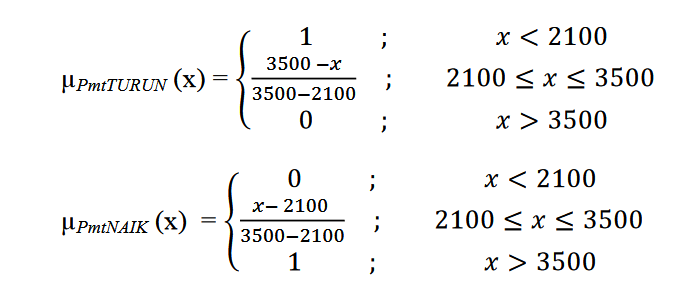 1 ; x < 2100
μPmtTURUN (x) = { 3500 −x / 3500−2100 ; 2100 ≤ x ≤ 3500
0 ; x > 3500
0 ; x < 2100
μPmtNAIK (x) = { x− 2100 / 3500−2100 ; 2100 ≤ x ≤ 3500
1 ; x > 3500